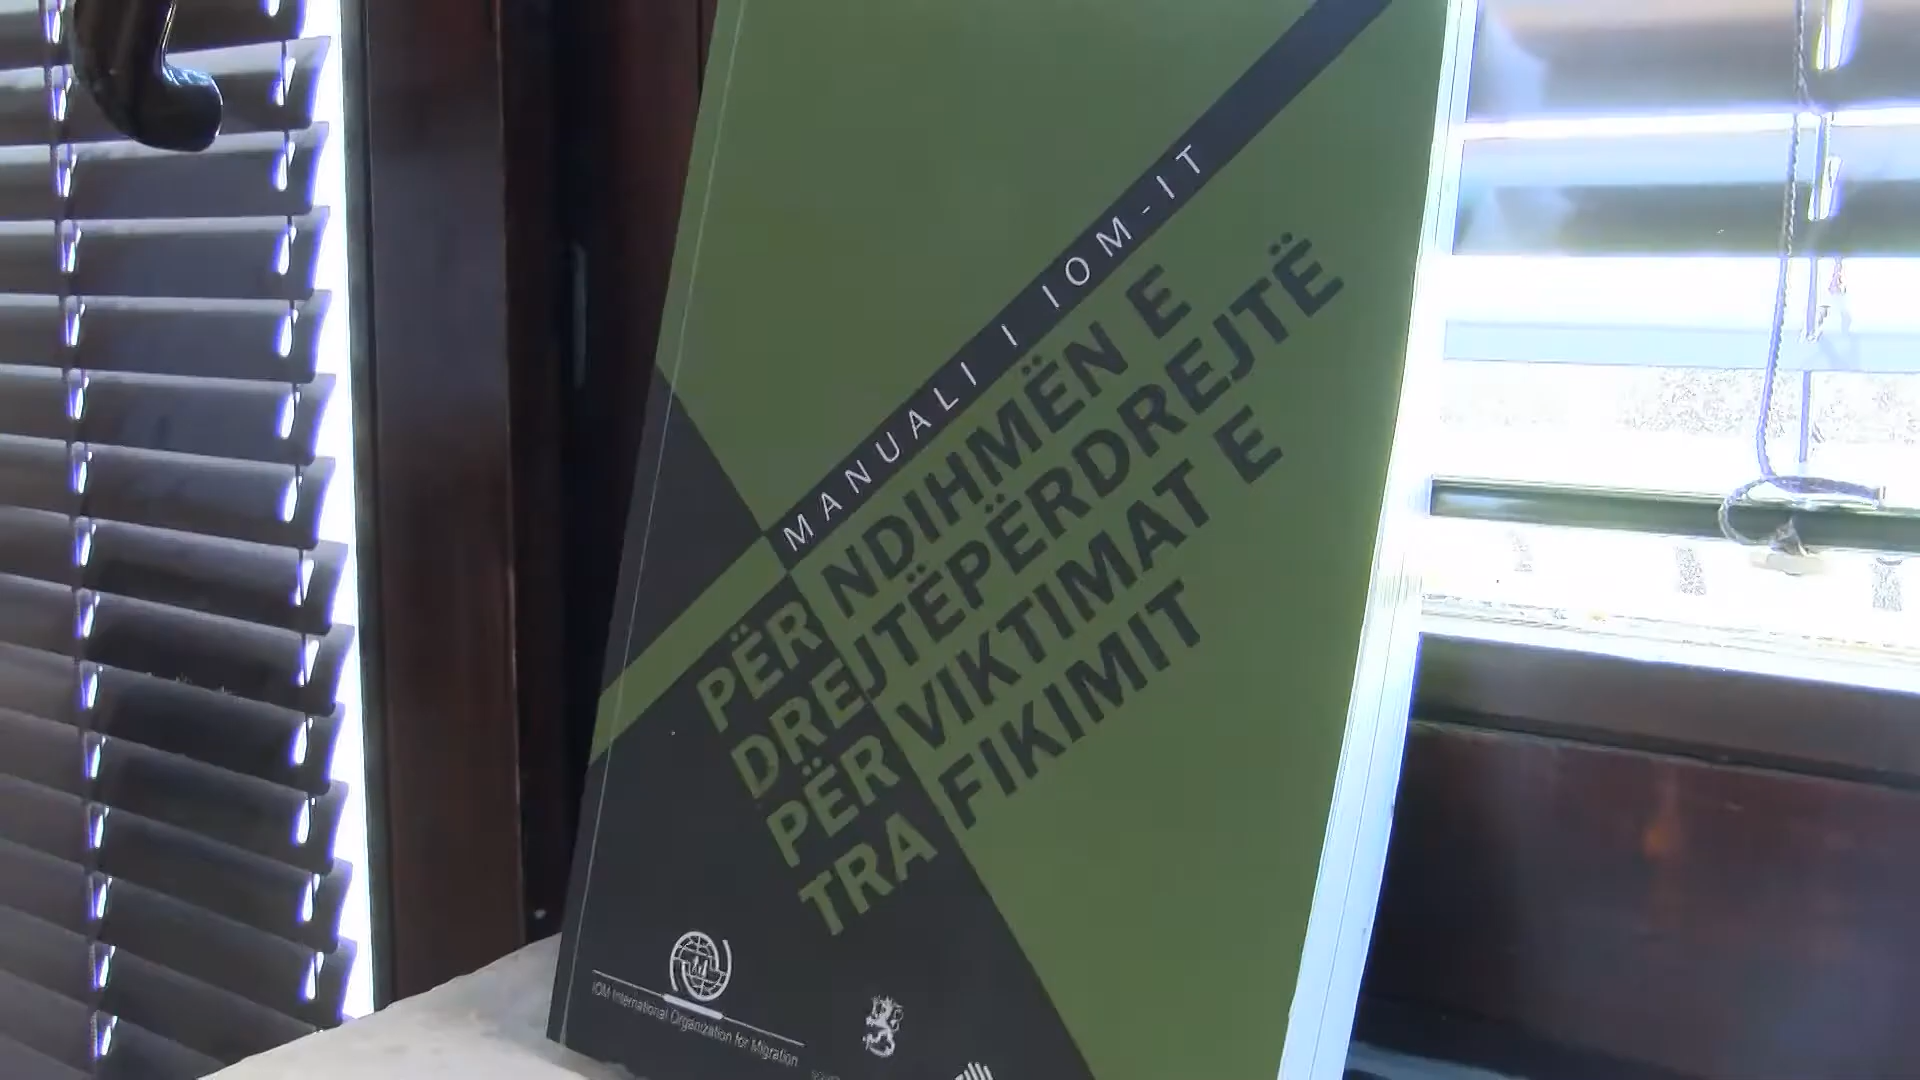 MANUALI I IOM-IT
PËR NDIHMËN E
DREJTËPËRDREJTË
PËR VIKTIMAT E
TRAFIKIMIT
IOM International Organization for Migration